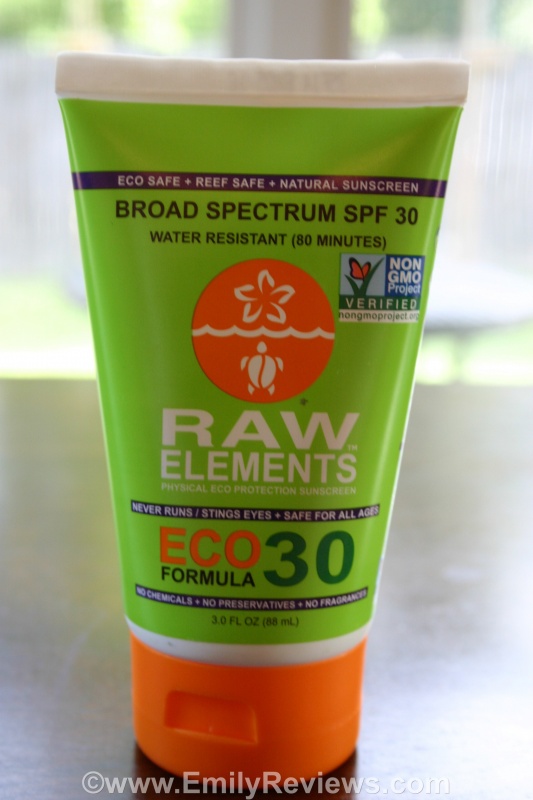 ECO SAFE + REEF SAFE + NATURAL SUNSCREEN
BROAD SPECTRUM SPF 30
WATER RESISTANT (80 MINUTES)
NON
GMO
Project
VERIFIED
nongmoproject.org
RAW™
ELEMENTS
PHYSICAL ECO PROTECTION SUNSCREEN
NEVER RUNS / STINGS EYES + SAFE FOR ALL AGES
ECO 30
FORMULA
NO CHEMICALS + NO PRESERVATIVES + NO FRAGRANCES
3.0 FL OZ (88 mL)
©www.EmilyReviews.com